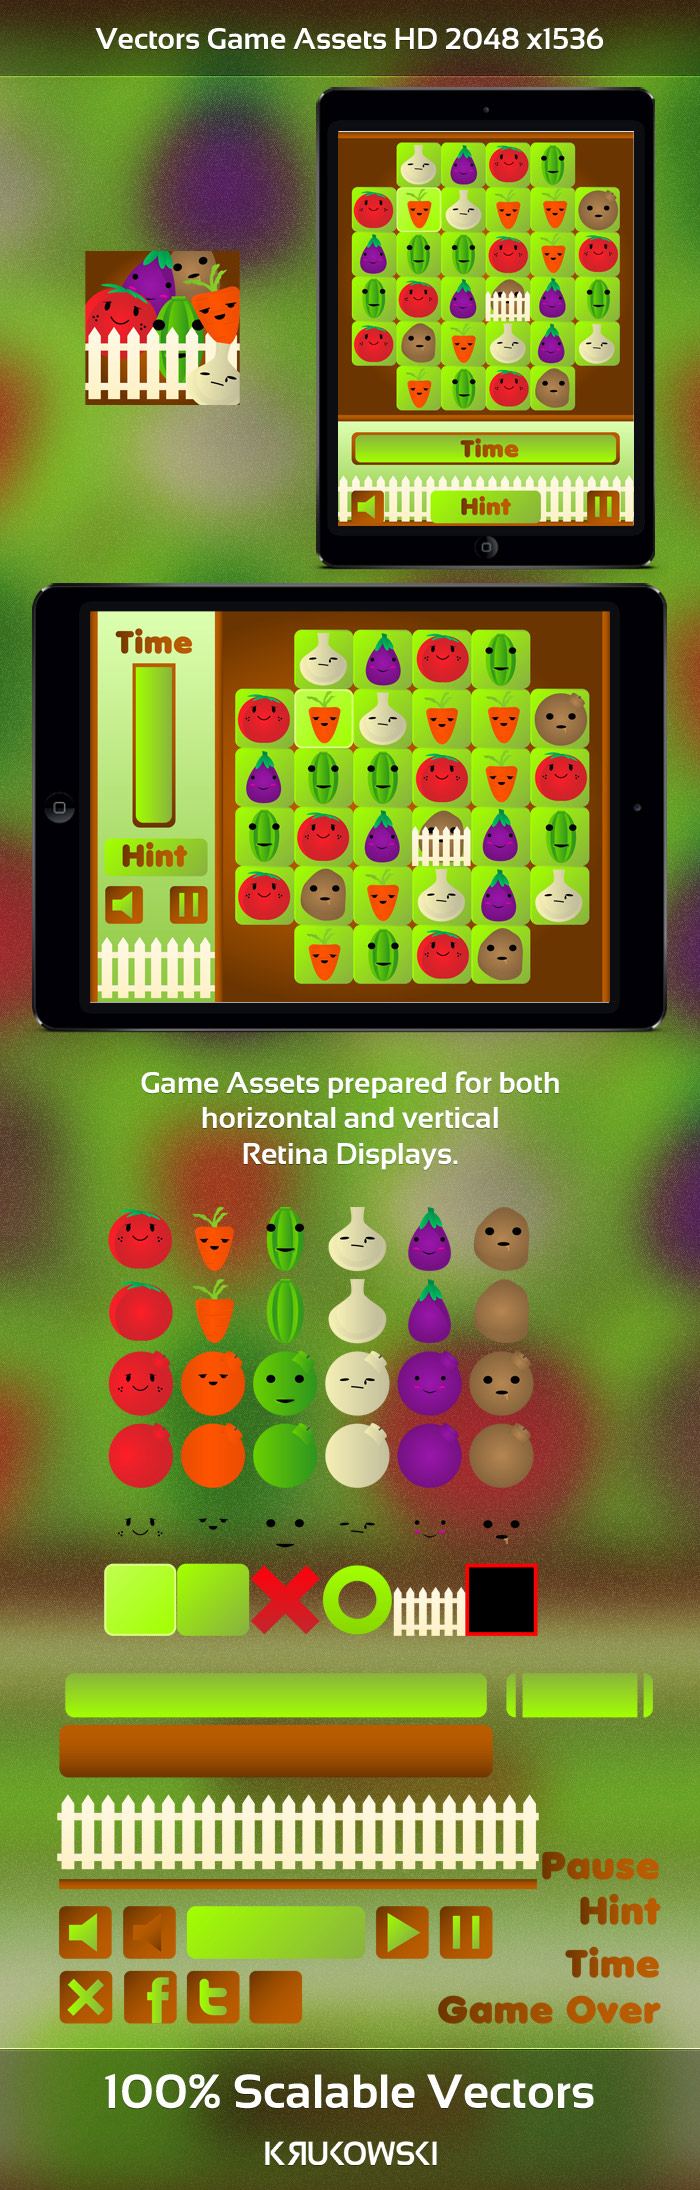 Vectors Game Assets HD 2048 x1536
Time
Hint
Time
Hint
Game Assets prepared for both
horizontal and vertical
Retina Displays.
Pause
Hint
Time
Game Over
100% Scalable Vectors
KЯUKOWSKI